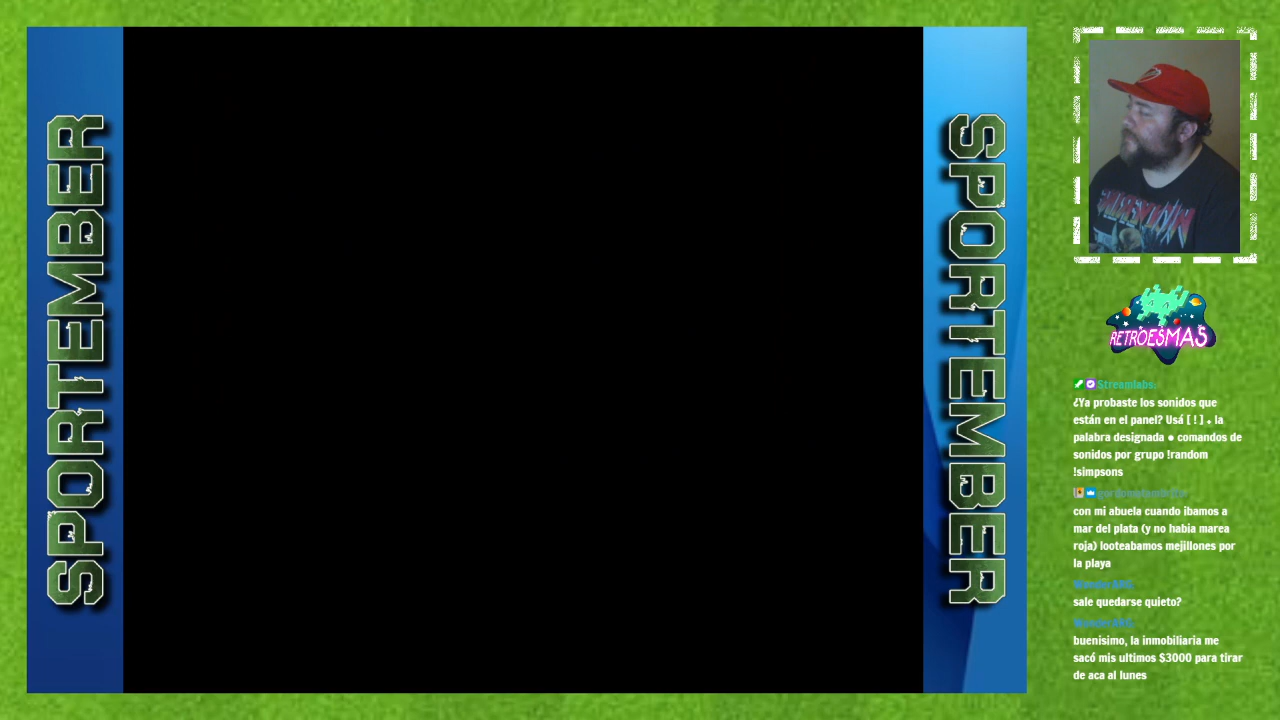 SPORTEMBER
SPORTEMBER
RETROESMAS
Streamlabs:
¿Ya probaste los sonidos que
están en el panel? Usá [ ! ] + la
palabra designada ● comandos de
sonidos por grupo !random
!simpsons
con mi abuela cuando ibamos a
mar del plata (y no habia marea
roja) looteabamos mejillones por
la playa
sale quedarse quieto?
buenisimo, la inmobiliaria me
sacó mis ultimos $3000 para tirar
de aca al lunes